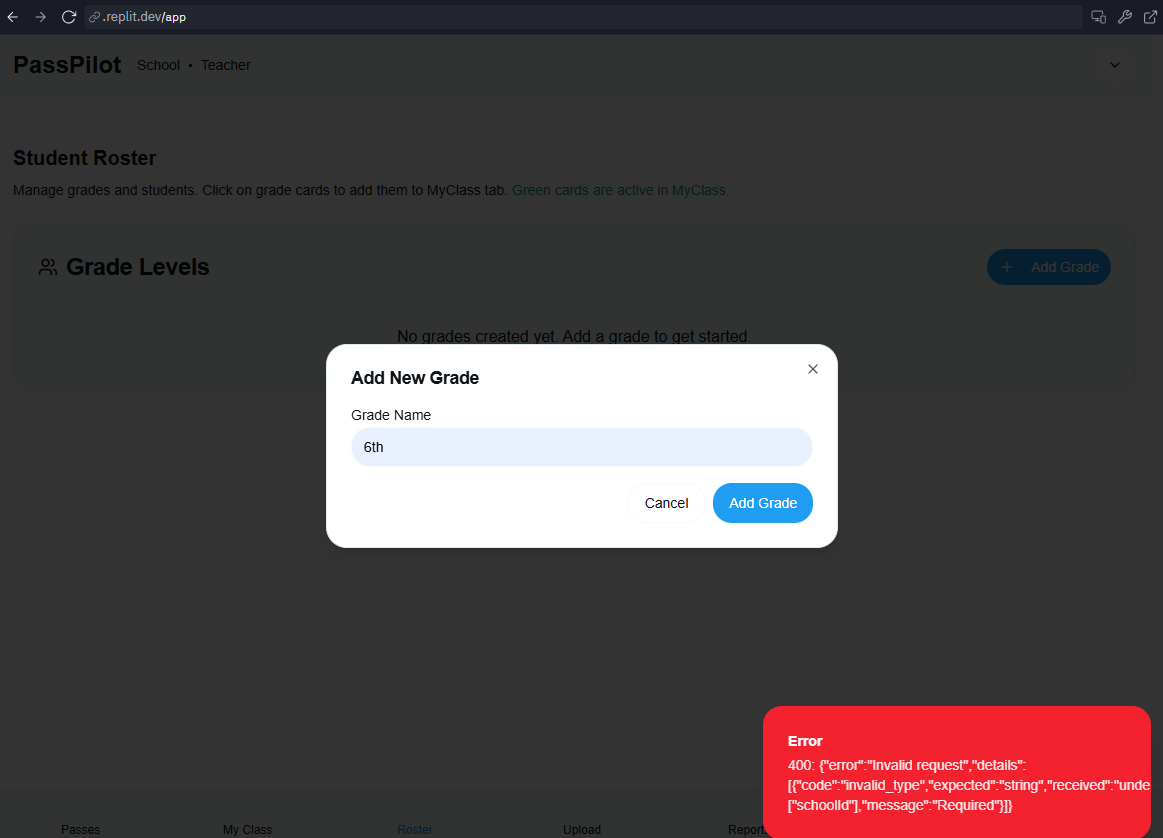 .replit.dev/app
PassPilot School • Teacher
Student Roster
Manage grades and students. Click on grade cards to add them to MyClass tab. Green cards are active in MyClass.
Grade Levels
+ Add Grade
No grades created yet. Add a grade to get started.
Add New Grade
Grade Name
6th
Cancel Add Grade
Error
400: {"error":"Invalid request","details":
[{"code":"invalid_type","expected":"string","received":"unde
["schoolId"],"message":"Required"}]}
Passes My Class Roster Upload Report